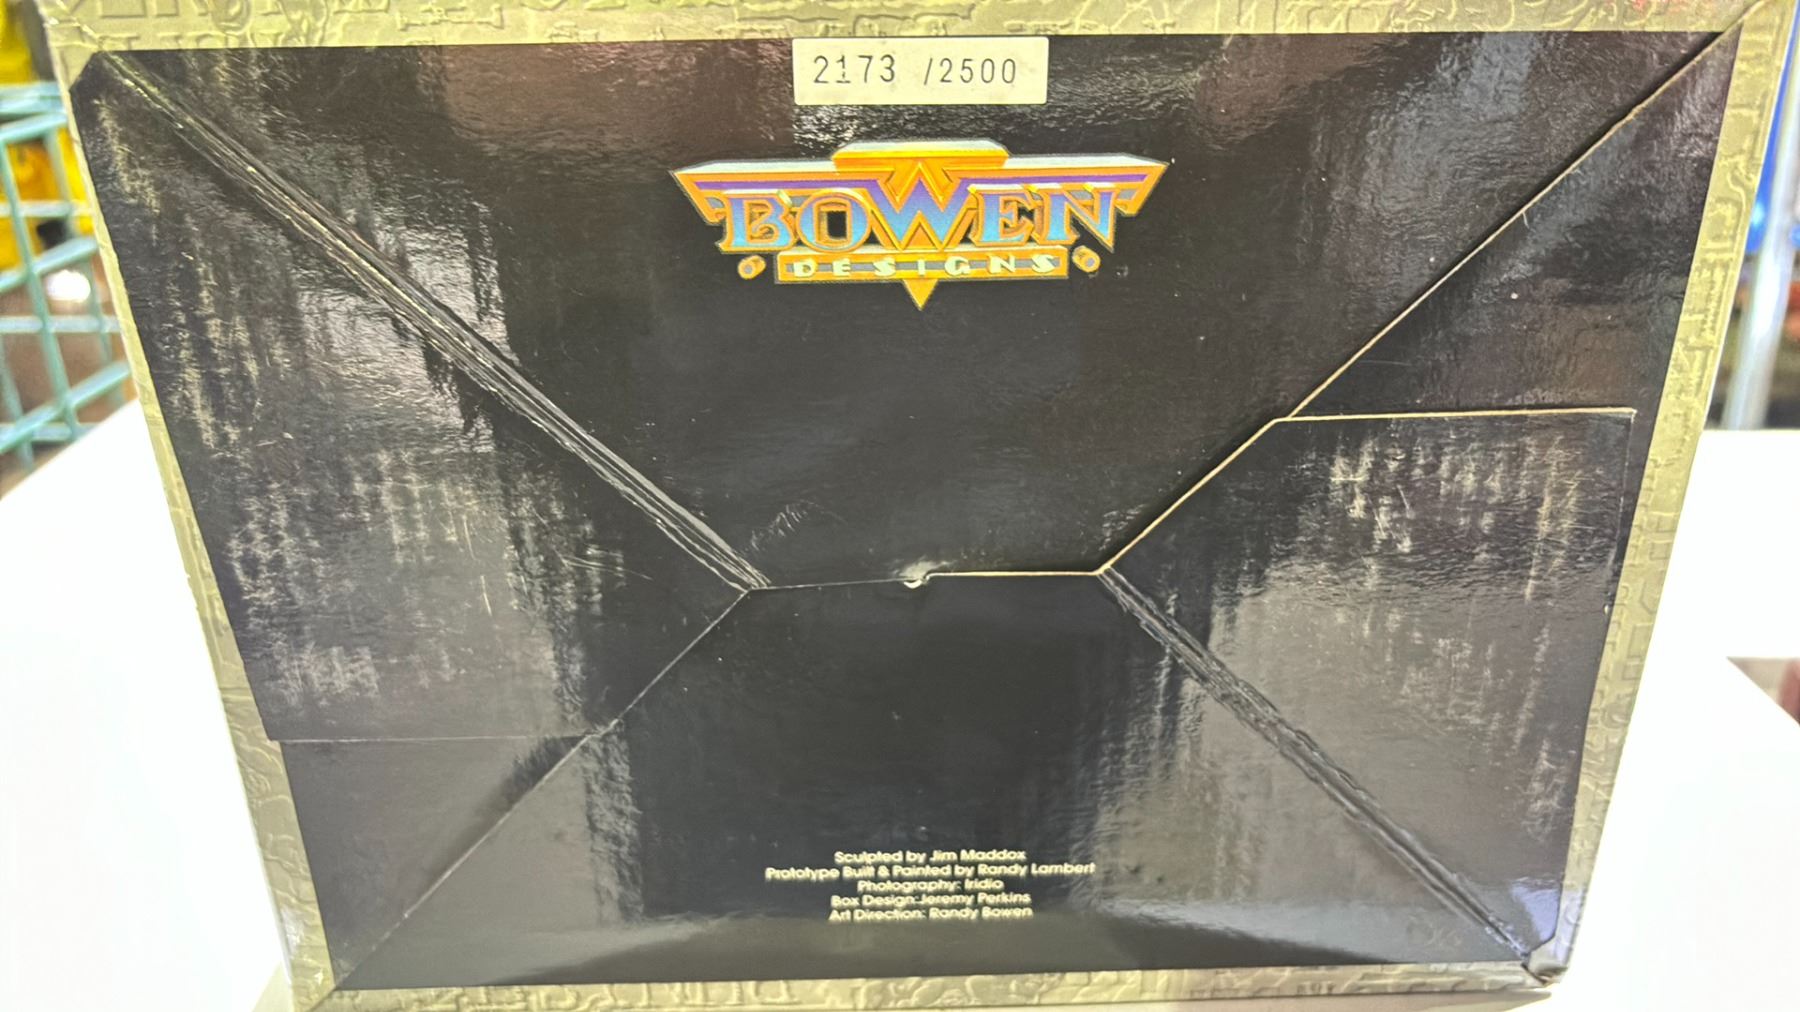 2173 /2500
BOWEN
DESIGNS
Sculpted by Jim Maddox
Prototype Built & Painted by Randy Lambert
Photography: Iridio
Box Design: Jeremy Perkins
Art Direction: Randy Bowen